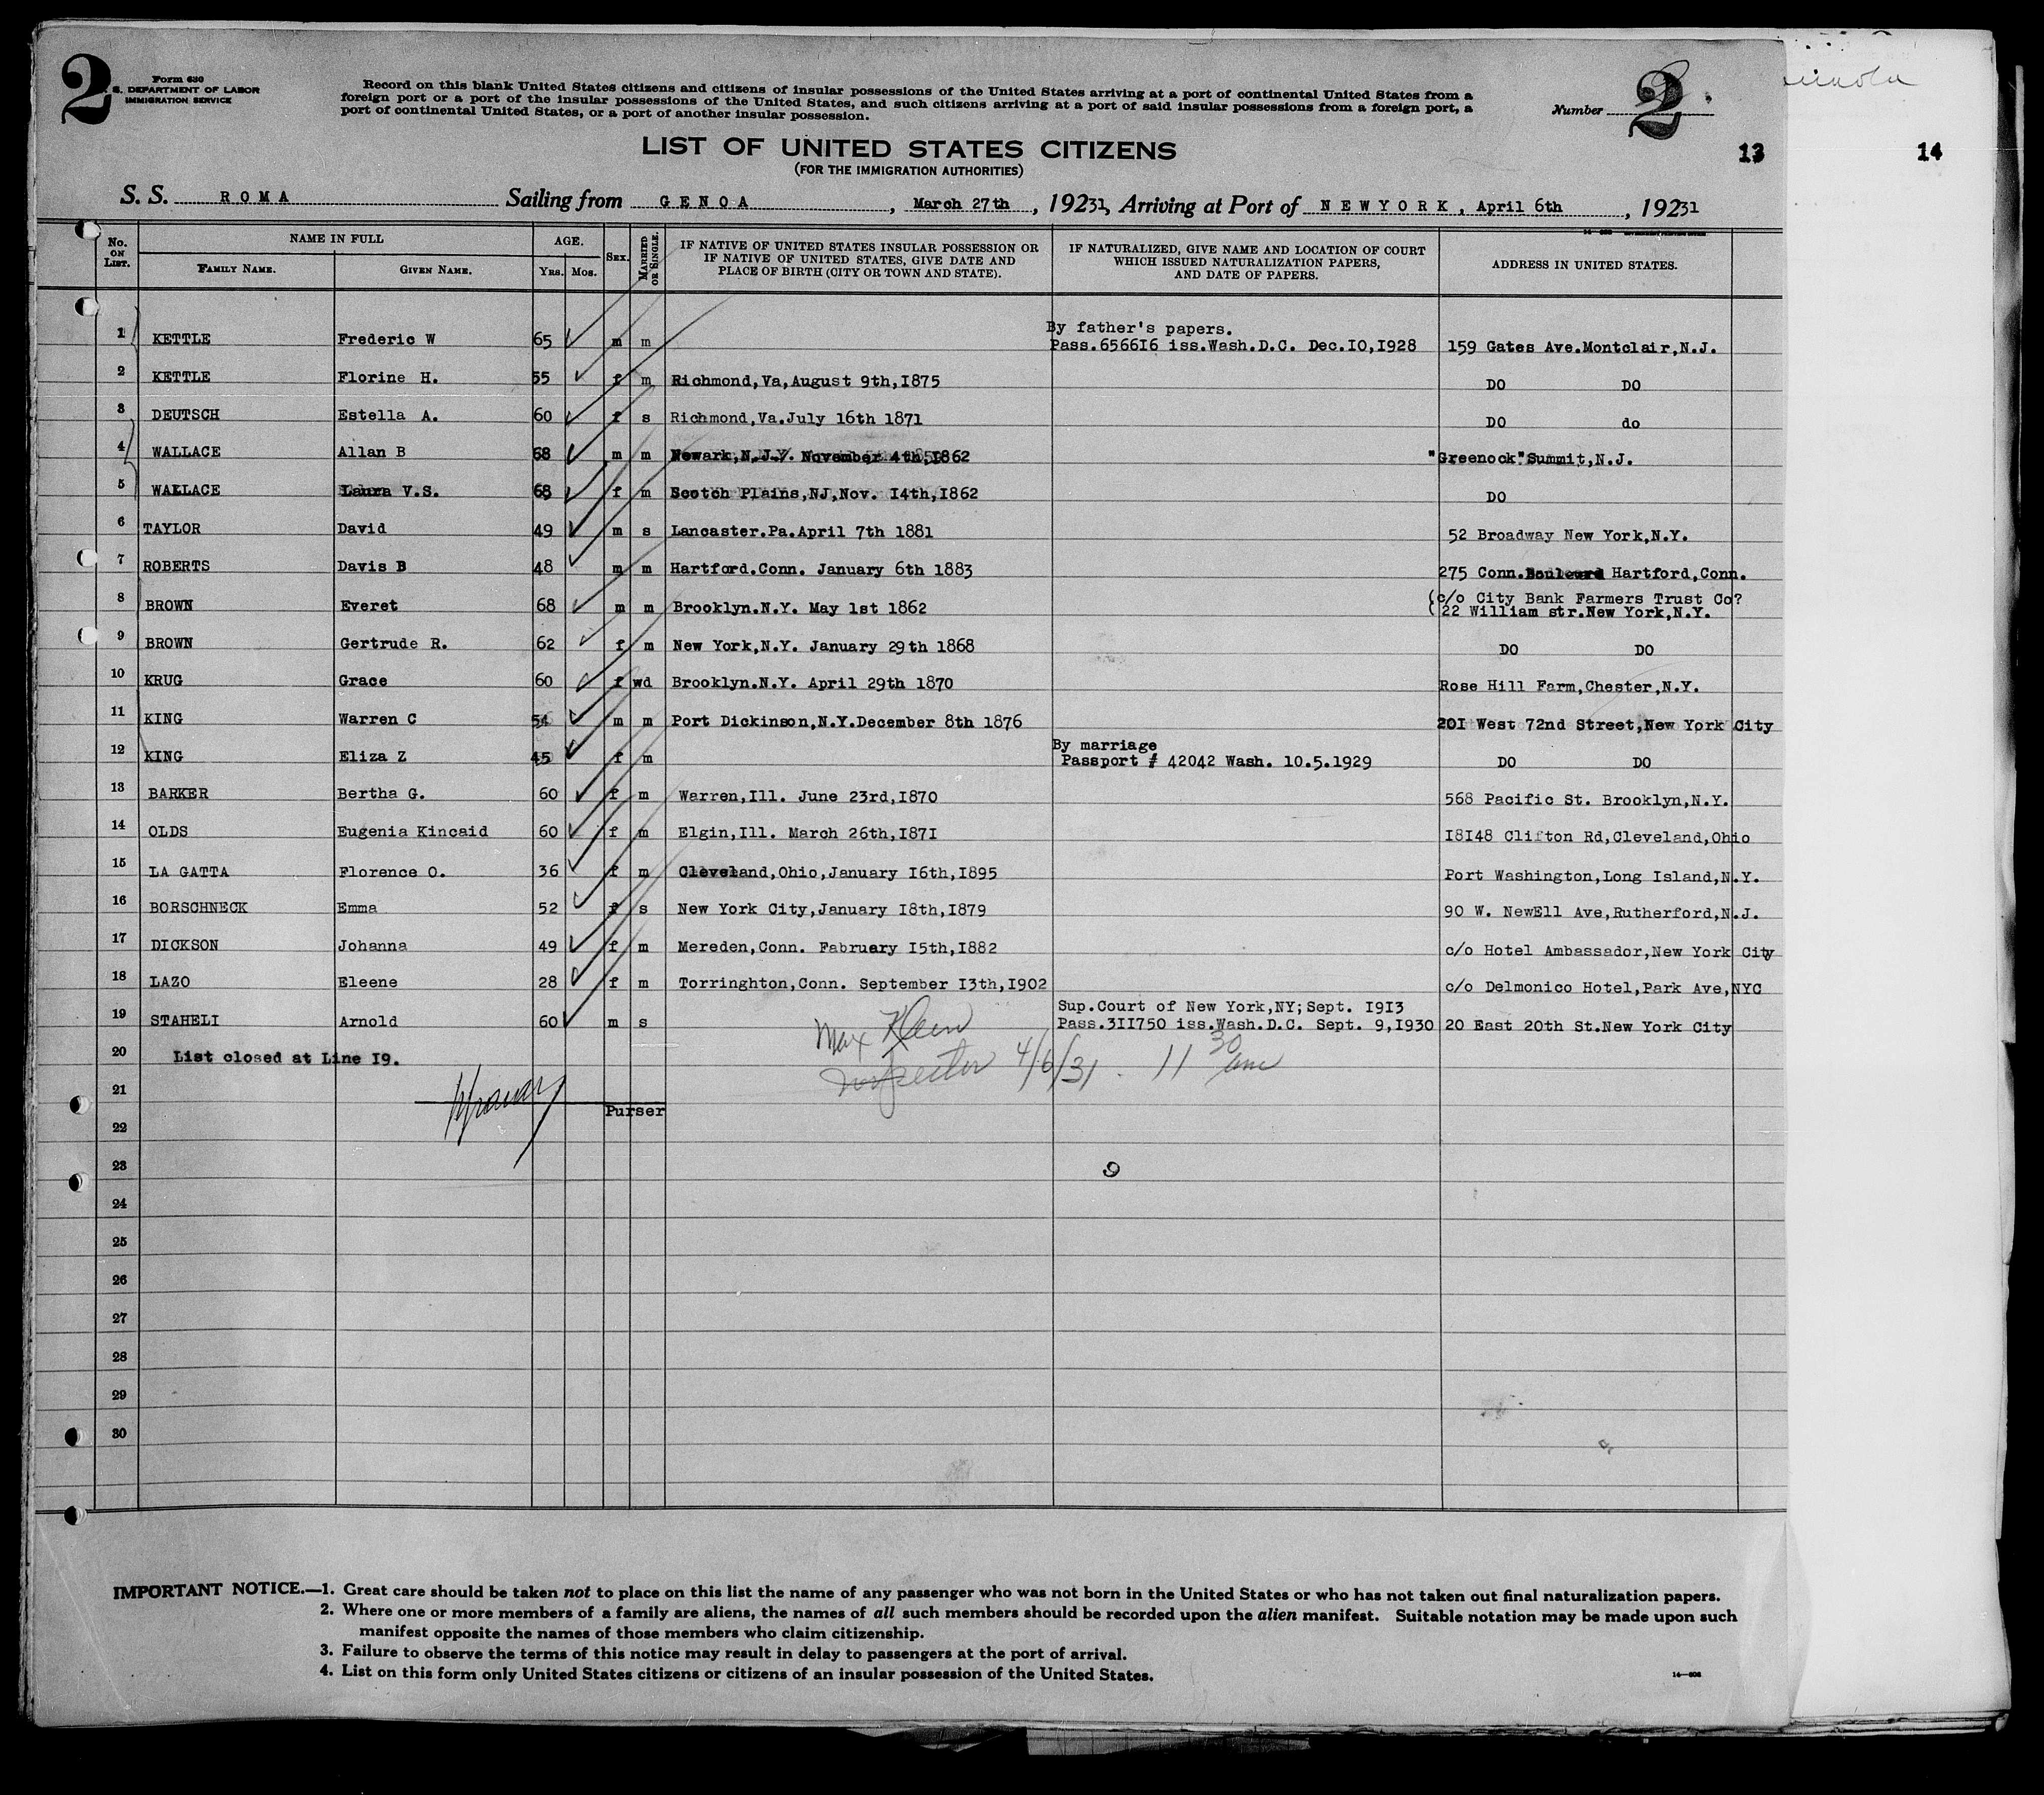 2
Form 630
U. S. DEPARTMENT OF LABOR
IMMIGRATION SERVICE
Record on this blank United States citizens and citizens of insular possessions of the United States arriving at a port of continental United States from a
foreign port or a port of the insular possessions of the United States, and such citizens arriving at a port of said insular possessions from a foreign port, a
port of continental United States, or a port of another insular possession.
Number 2
LIST OF UNITED STATES CITIZENS
(FOR THE IMMIGRATION AUTHORITIES)
13
14
S. S. ROMA Sailing from GENOA, March 27th, 19231, Arriving at Port of NEWYORK, April 6th, 19231
No. ON LIST. NAME IN FULL AGE. SEX. MARRIED OR SINGLE. IF NATIVE OF UNITED STATES INSULAR POSSESSION OR IF NATIVE OF UNITED STATES, GIVE DATE AND PLACE OF BIRTH (CITY OR TOWN AND STATE). IF NATURALIZED, GIVE NAME AND LOCATION OF COURT WHICH ISSUED NATURALIZATION PAPERS, AND DATE OF PAPERS. ADDRESS IN UNITED STATES.
FAMILY NAME. GIVEN NAME. Yrs. Mos.
1 KETTLE Frederic W 65 m m By father's papers. Pass.6566I6 iss.Wash.D.C. Dec.IO,I928 159 Gates Ave.Montclair,N.J.
2 KETTLE Florine H. 55 f m Richmond,Va,August 9th,I875 DO DO
3 DEUTSCH Estella A. 60 f s Richmond,Va.July 16th 1871 DO do
4 WALLACE Allan B 68 m m Newark,N.J. November 4th,I862 "Greenock"Summit,N.J.
5 WALLACE Laura V.S. 68 f m Scotch Plains,NJ,Nov. I4th,I862 DO
6 TAYLOR David 49 m s Lancaster.Pa.April 7th 1881 52 Broadway New York,N.Y.
7 ROBERTS Davis B 48 m m Hartford.Conn. January 6th 1883 275 Conn.Boulevard Hartford,Conn.
8 BROWN Everet 68 m m Brooklyn.N.Y. May 1st 1862 (c/o City Bank Farmers Trust Co?
( 22 William str.New York,N.Y.
9 BROWN Gertrude R. 62 f m New York,N.Y. January 29th 1868 DO DO
10 KRUG Grace 60 f wd Brooklyn.N.Y. April 29th 1870 Rose Hill Farm,Chester,N.Y.
11 KING Warren C 54 m m Port Dickinson,N.Y.December 8th 1876 20I West 72nd Street,New York City
12 KING Eliza Z 45 f m By marriage Passport # 42042 Wash. 10.5.1929 DO DO
13 BARKER Bertha G. 60 f m Warren,Ill. June 23rd,I870 568 Pacific St. Brooklyn,N.Y.
14 OLDS Eugenia Kincaid 60 f m Elgin,Ill. March 26th,I87I I8I48 Clifton Rd,Cleveland,Ohio
15 LA GATTA Florence O. 36 f m Cleveland,Ohio,January I6th,I895 Port Washington,Long Island,N.Y.
16 BORSCHNECK Emma 52 f s New York City,January I8th,I879 90 W. NewEll Ave,Rutherford,N.J.
17 DICKSON Johanna 49 f m Mereden,Conn. Fabruary I5th,I882 c/o Hotel Ambassador,New York City
18 LAZO Eleene 28 f m Torringhton,Conn. September I3th,I902 c/o Delmonico Hotel,Park Ave,NYC
19 STAHELI Arnold 60 m s Sup.Court of New York,NY;Sept. I9I3 Pass.3II750 iss.Wash.D.C. Sept. 9,I930 20 East 20th St.New York City
20 List closed at Line I9.
Max Klein
Inspector 4/6/31 . 11 30 am
21
Purser
22
23
9
24
25
26
27
28
29
30
IMPORTANT NOTICE.—1. Great care should be taken not to place on this list the name of any passenger who was not born in the United States or who has not taken out final naturalization papers.
2. Where one or more members of a family are aliens, the names of all such members should be recorded upon the alien manifest. Suitable notation may be made upon such
manifest opposite the names of those members who claim citizenship.
3. Failure to observe the terms of this notice may result in delay to passengers at the port of arrival.
4. List on this form only United States citizens or citizens of an insular possession of the United States.